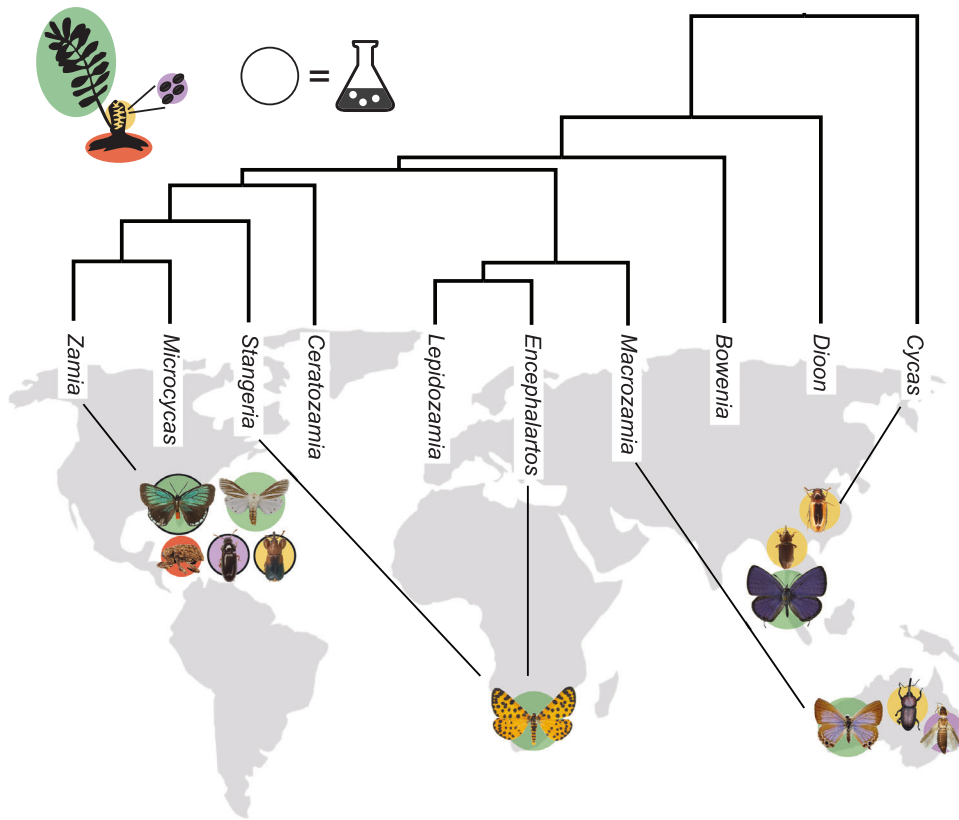 =
Zamia
Microcycas
Stangeria
Ceratozamia
Lepidozamia
Encephalartos
Macrozamia
Bowenia
Dioon
Cycas